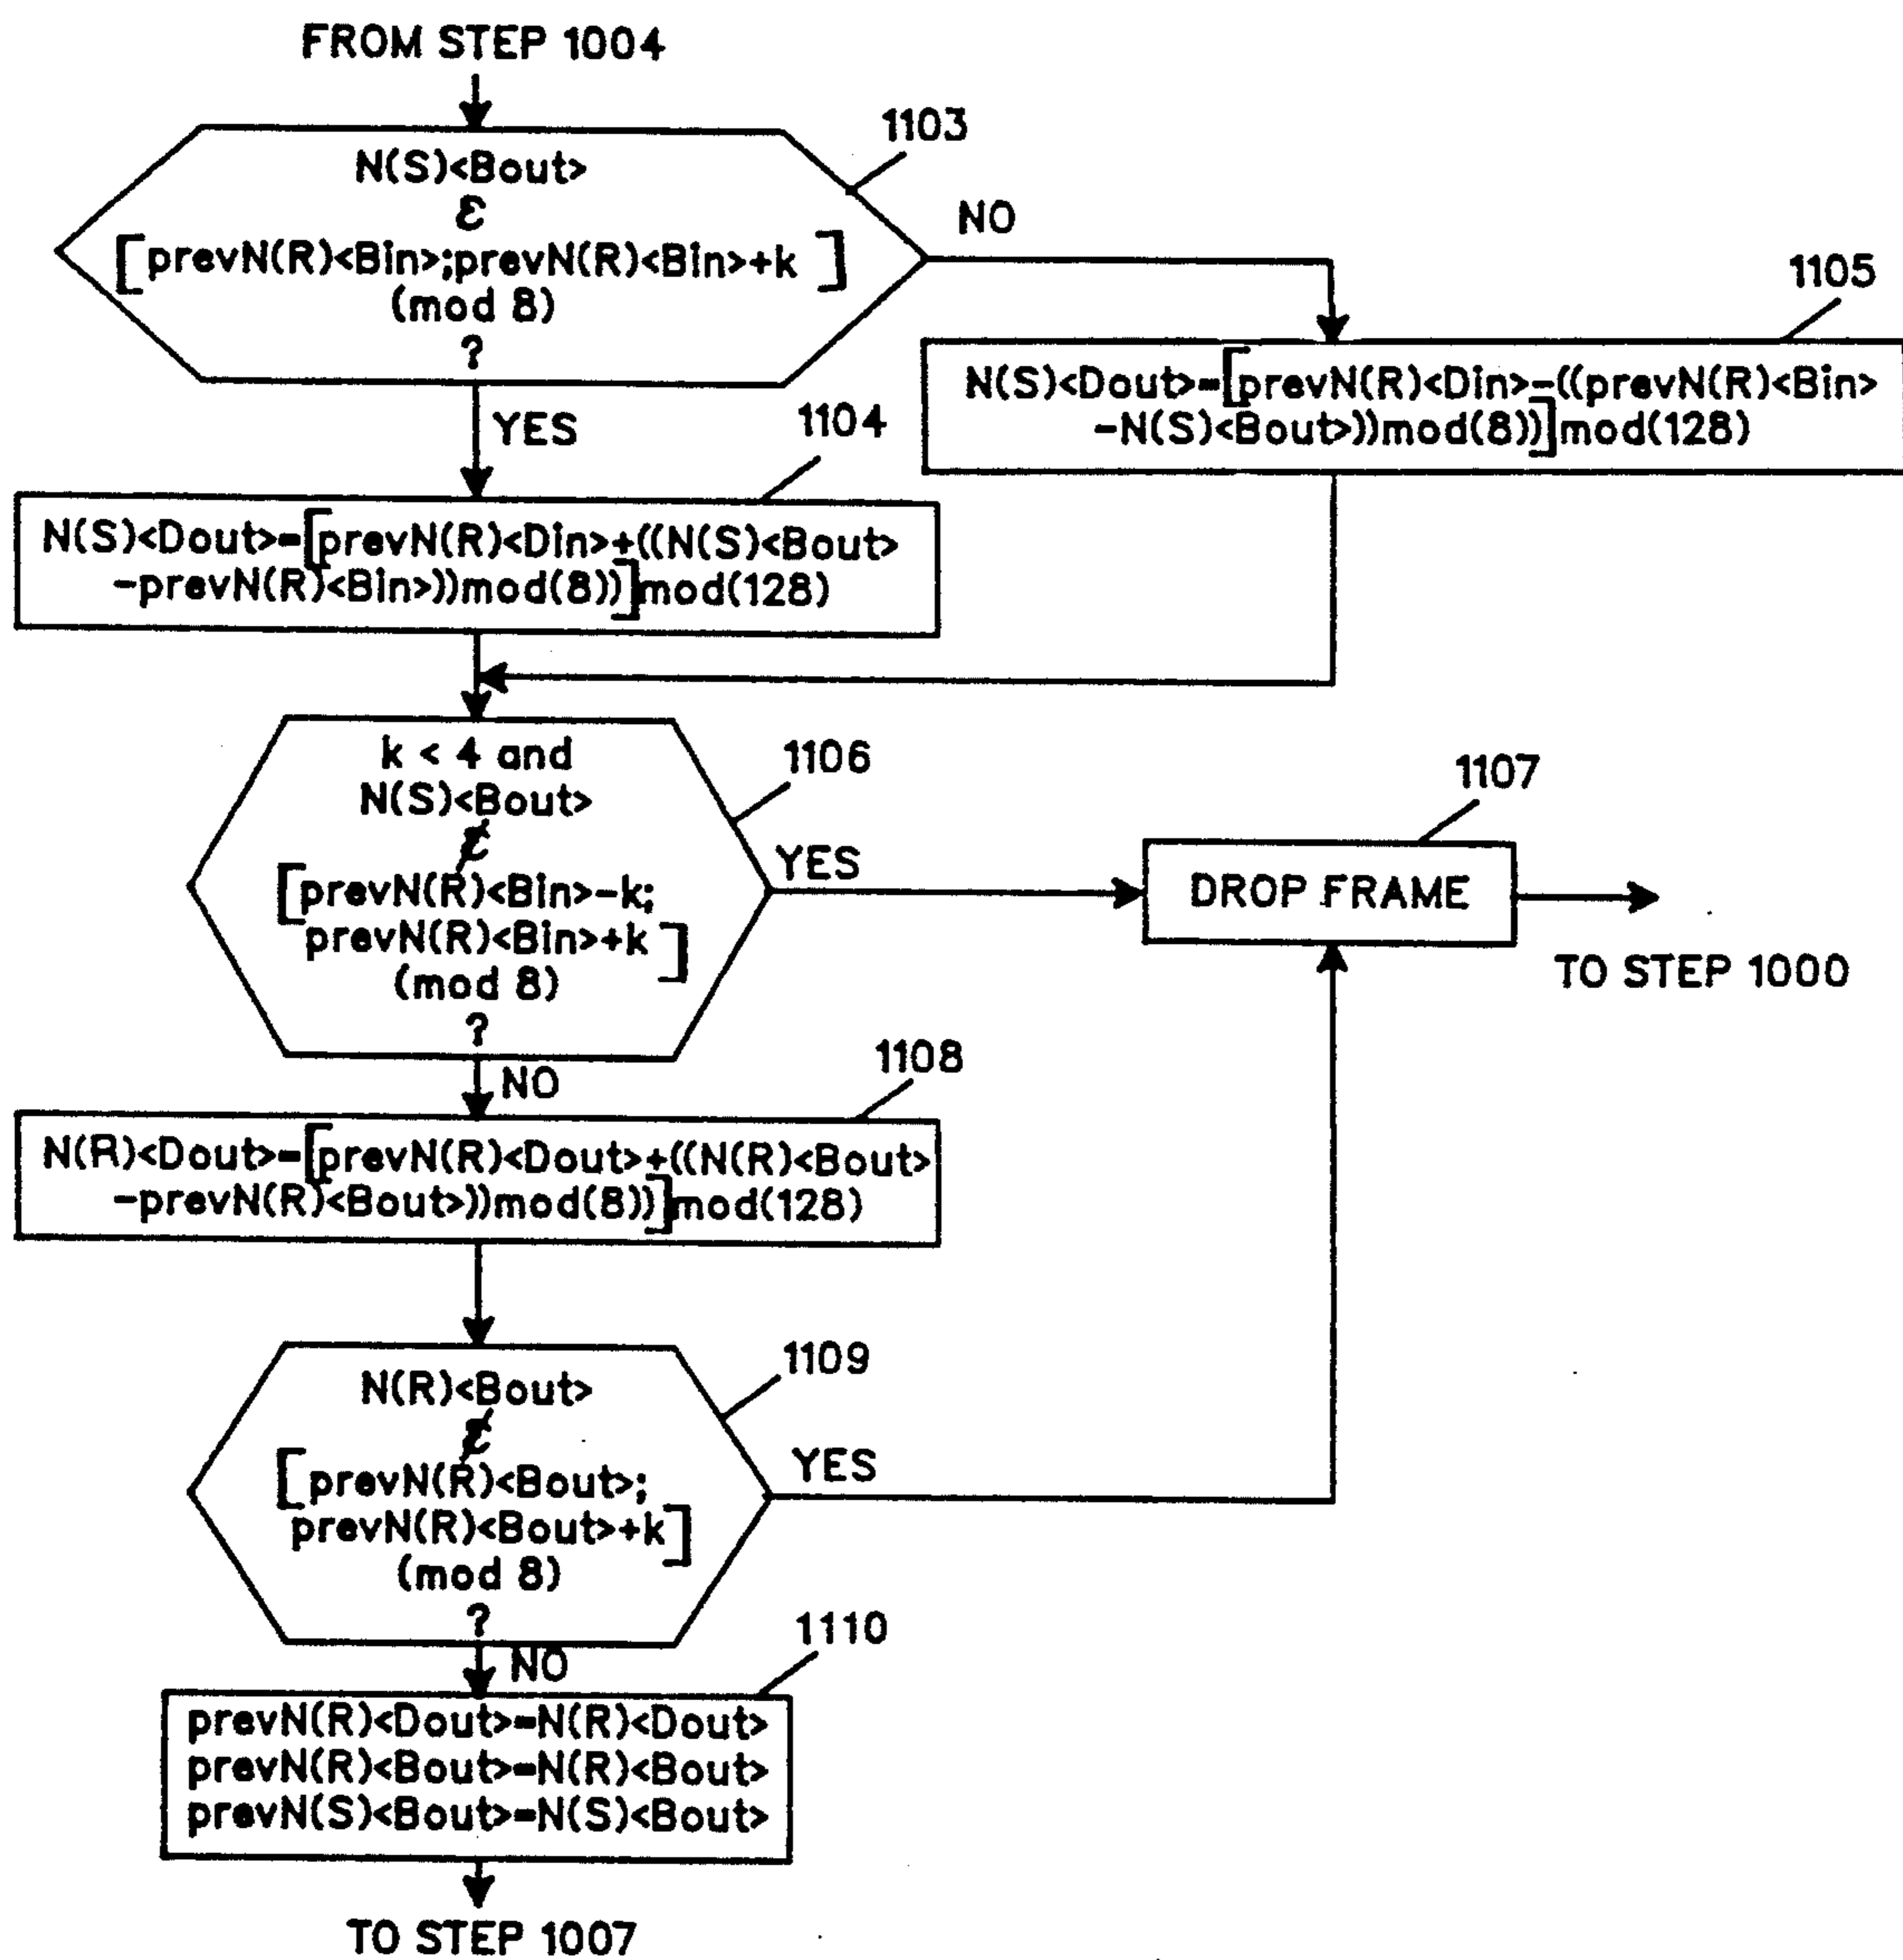 FROM STEP 1004
1103
N(S)<Bout>
ε
[prevN(R)<Bin>;prevN(R)<Bin>+k ]
(mod 8)
?
NO
YES
1105
N(S)<Dout>=[prevN(R)<Din>-((prevN(R)<Bin>
-N(S)<Bout>))mod(8))]mod(128)
1104
N(S)<Dout>=[prevN(R)<Din>+((N(S)<Bout>
-prevN(R)<Bin>))mod(8))]mod(128)
1106
k < 4 and
N(S)<Bout>
∉
[prevN(R)<Bin>-k;
prevN(R)<Bin>+k ]
(mod 8)
?
YES
NO
1107
DROP FRAME
TO STEP 1000
1108
N(R)<Dout>=[prevN(R)<Dout>+((N(R)<Bout>
-prevN(R)<Bout>))mod(8))]mod(128)
1109
N(R)<Bout>
∉
[prevN(R)<Bout>;
prevN(R)<Bout>+k]
(mod 8)
?
YES
NO
1110
prevN(R)<Dout>=N(R)<Dout>
prevN(R)<Bout>=N(R)<Bout>
prevN(S)<Bout>=N(S)<Bout>
TO STEP 1007